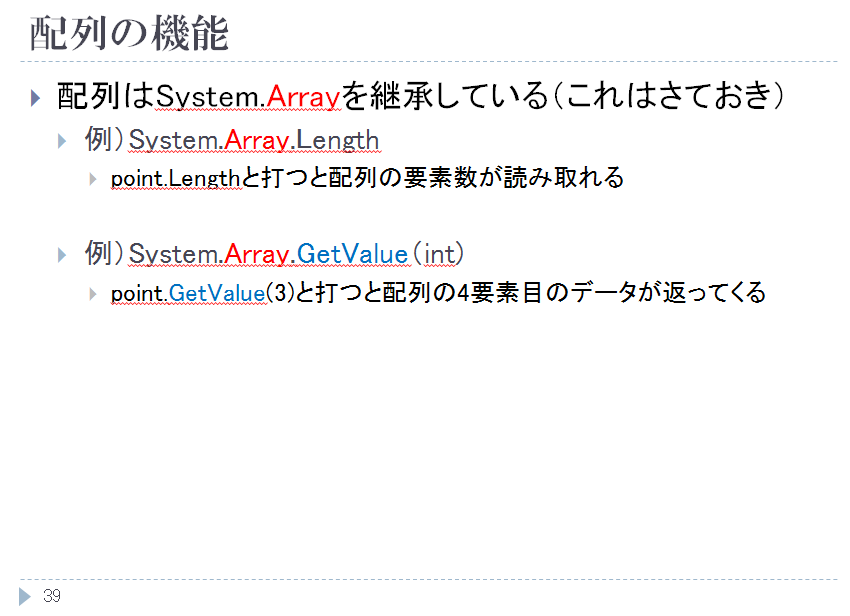 配列の機能
配列はSystem.Arrayを継承している（これはさておき）
例）System.Array.Length
point.Lengthと打つと配列の要素数が読み取れる
例）System.Array.GetValue（int）
point.GetValue(3)と打つと配列の4要素目のデータが返ってくる
39